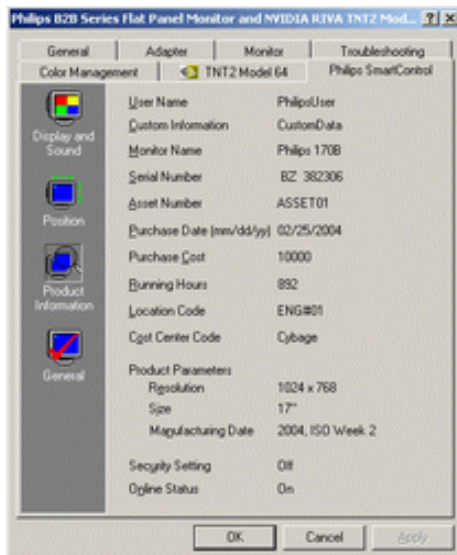 Philips B2B Series Flat Panel Monitor and NVIDIA RIVA TNT2 Mod...
General Adapter Monitor Troubleshooting
Color Management TNT2 Model 64 Philips SmartControl
Display and Sound
Position
Product Information
General
User Name PhilipsUser
Custom Information CustomData
Monitor Name Philips 170B
Serial Number BZ 382306
Asset Number ASSET01
Purchase Date (mm/dd/yy) 02/25/2004
Purchase Cost 10000
Running Hours 892
Location Code ENG#01
Cost Center Code Cybage
Product Parameters
Resolution 1024 x 768
Size 17"
Manufacturing Date 2004, ISO Week 2
Security Setting Off
Online Status On
OK Cancel Apply